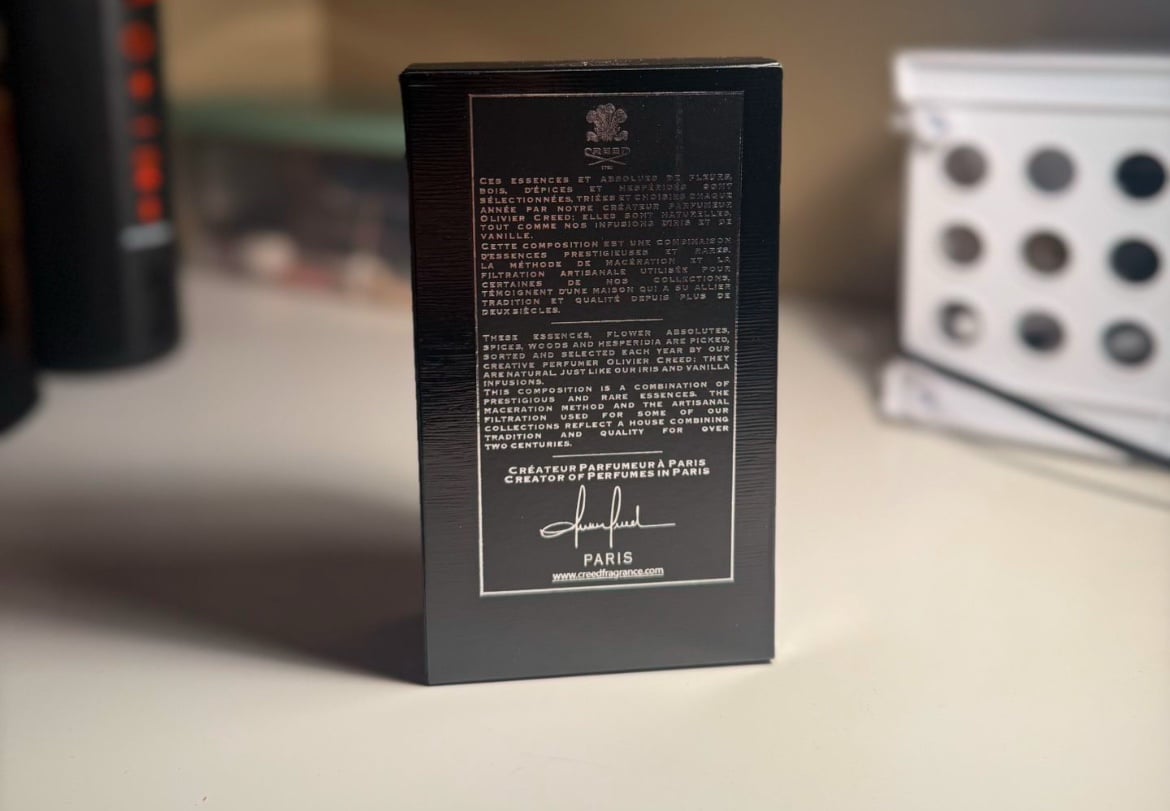 CREED
1760
CES ESSENCES ET ABSOLUES DE FLEURS,
BOIS, D'ÉPICES ET HESPÉRIDÉS SONT
SÉLECTIONNÉES, TRIÉES ET CHOISIES CHAQUE
ANNÉE PAR NOTRE CRÉATEUR PARFUMEUR
OLIVIER CREED; ELLES SONT NATURELLES,
TOUT COMME NOS INFUSIONS D'IRIS ET DE
VANILLE.
CETTE COMPOSITION EST UNE COMBINAISON
D'ESSENCES PRESTIGIEUSES ET RARES.
LA MÉTHODE DE MACÉRATION ET LA
FILTRATION ARTISANALE UTILISÉE POUR
CERTAINES DE NOS COLLECTIONS,
TÉMOIGNENT D'UNE MAISON QUI A SU ALLIER
TRADITION ET QUALITÉ DEPUIS PLUS DE
DEUX SIÈCLES.
THESE ESSENCES, FLOWER ABSOLUTES,
SPICES, WOODS AND HESPERIDIA ARE PICKED,
SORTED AND SELECTED EACH YEAR BY OUR
CREATIVE PERFUMER OLIVIER CREED; THEY
ARE NATURAL JUST LIKE OUR IRIS AND VANILLA
INFUSIONS.
THIS COMPOSITION IS A COMBINATION OF
PRESTIGIOUS AND RARE ESSENCES. THE
MACERATION METHOD AND THE ARTISANAL
FILTRATION USED FOR SOME OF OUR
COLLECTIONS REFLECT A HOUSE COMBINING
TRADITION AND QUALITY FOR OVER
TWO CENTURIES.
CRÉATEUR PARFUMEUR À PARIS
CREATOR OF PERFUMES IN PARIS
PARIS
www.creedfragrance.com